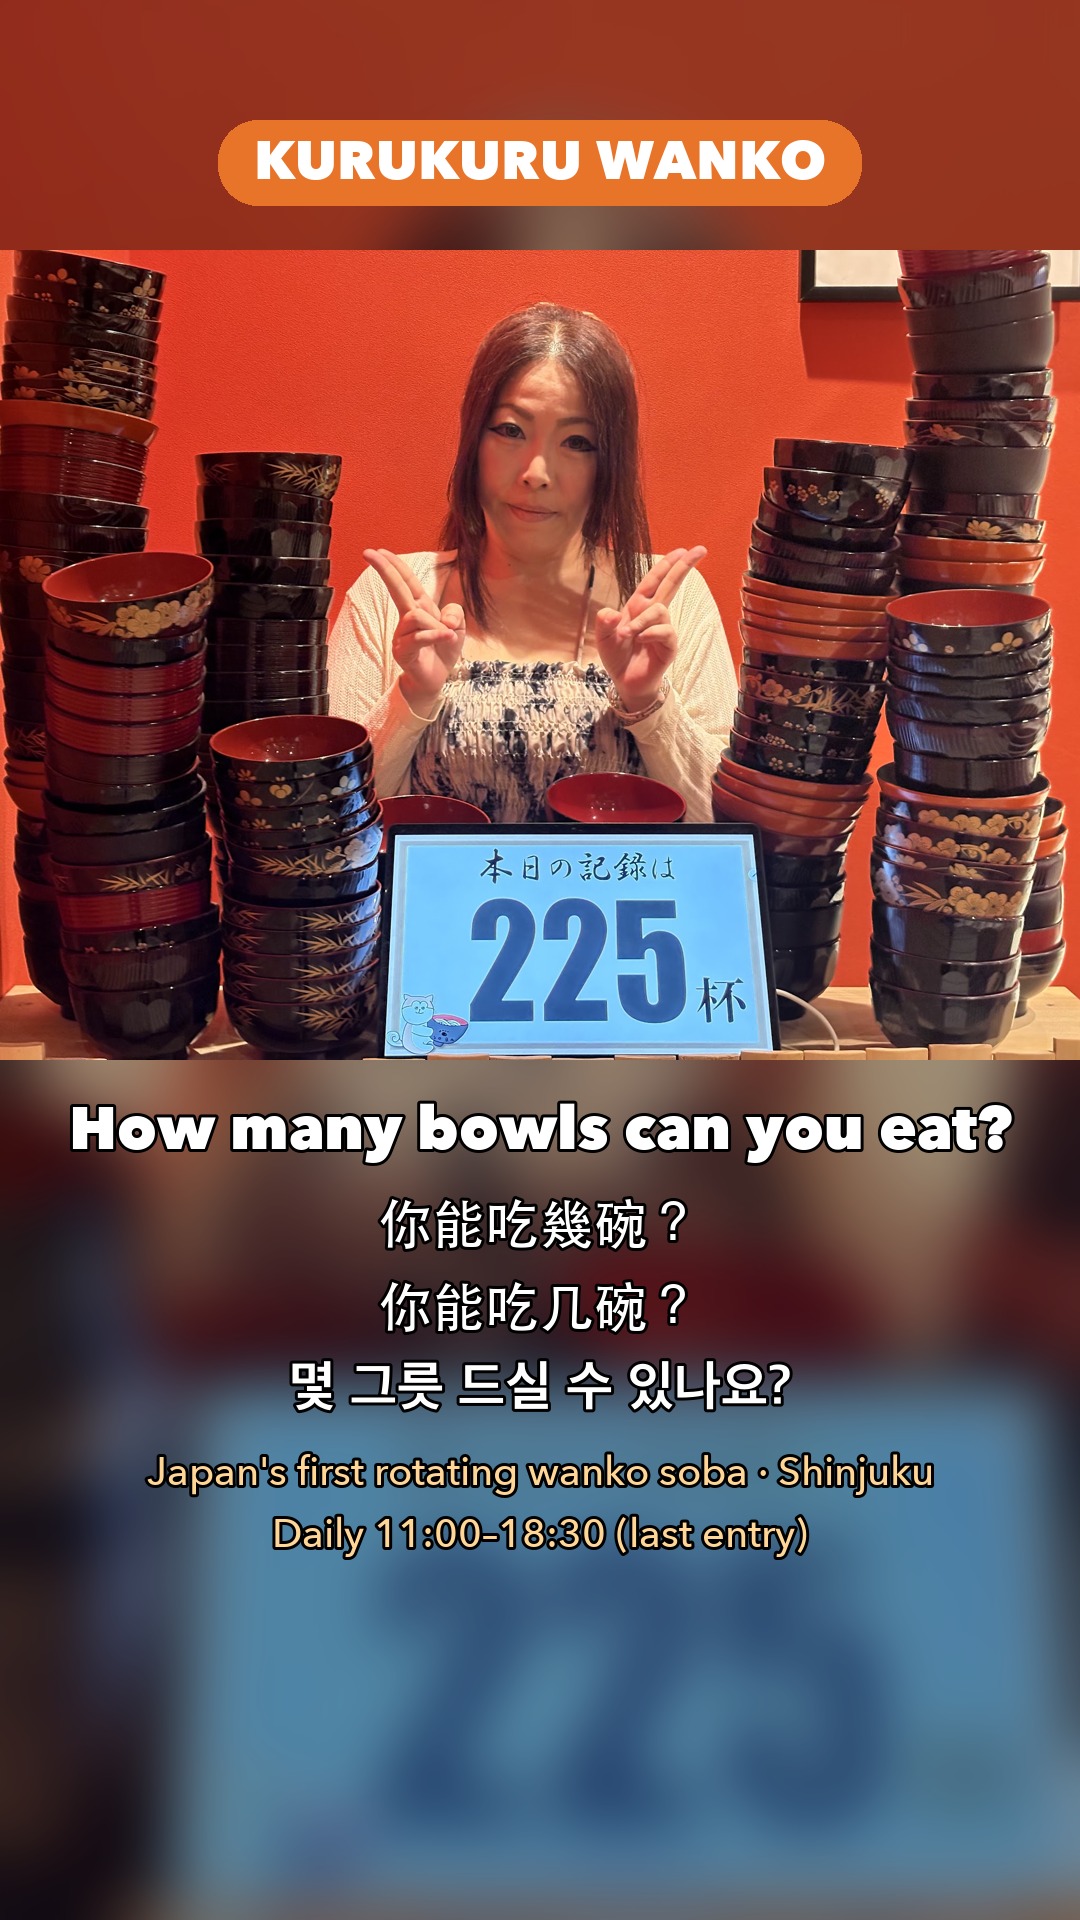 KURUKURU WANKO
本日の記録は
225杯
How many bowls can you eat?
你能吃幾碗？
你能吃几碗？
몇 그릇 드실 수 있나요?
Japan's first rotating wanko soba · Shinjuku
Daily 11:00–18:30 (last entry)